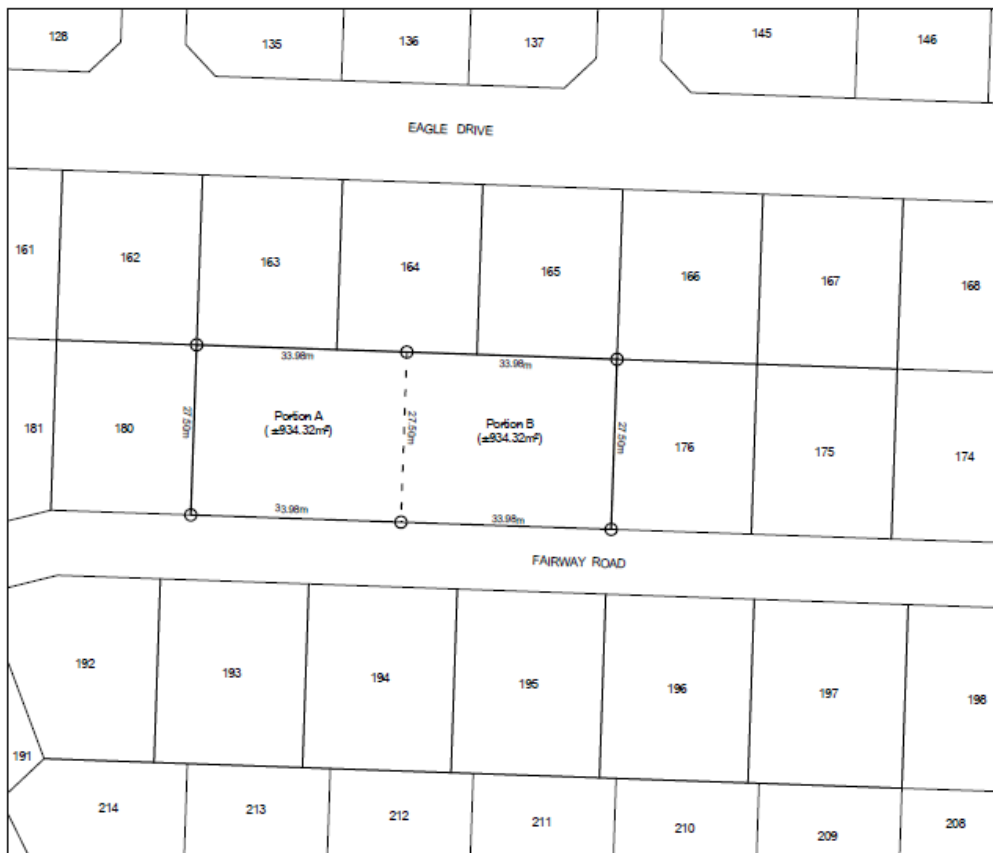 128
135
136
137
145
146
EAGLE DRIVE
161
162
163
164
165
166
167
168
33.98m
33.98m
181
180
27.50m
Portion A
( ±934.32m²)
27.50m
Portion B
(±934.32m²)
27.50m
176
175
174
33.98m
33.98m
FAIRWAY ROAD
192
193
194
195
196
197
198
191
214
213
212
211
210
209
208